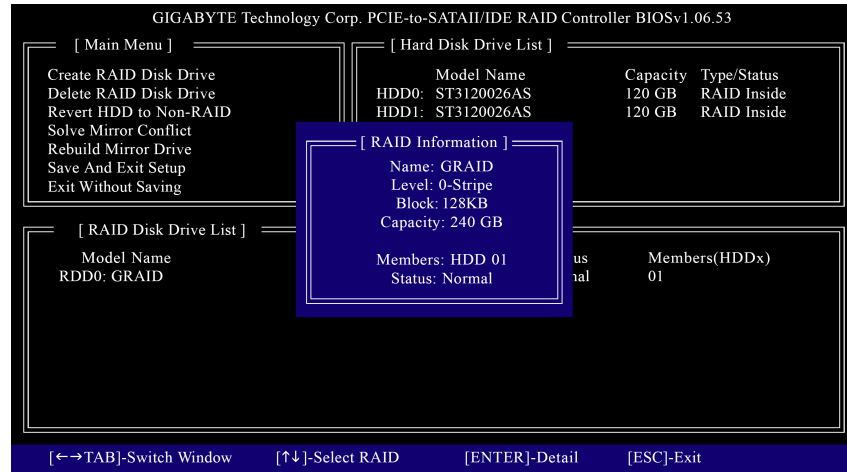 GIGABYTE Technology Corp. PCIE-to-SATAII/IDE RAID Controller BIOSv1.06.53
[ Main Menu ]
Create RAID Disk Drive
Delete RAID Disk Drive
Revert HDD to Non-RAID
Solve Mirror Conflict
Rebuild Mirror Drive
Save And Exit Setup
Exit Without Saving
[ Hard Disk Drive List ]
Model Name Capacity Type/Status
HDD0: ST3120026AS 120 GB RAID Inside
HDD1: ST3120026AS 120 GB RAID Inside
[ RAID Information ]
Name: GRAID
Level: 0-Stripe
Block: 128KB
Capacity: 240 GB
Members: HDD 01
Status: Normal
[ RAID Disk Drive List ]
Model Name us Members(HDDx)
RDD0: GRAID nal 01
[←→TAB]-Switch Window [↑↓]-Select RAID [ENTER]-Detail [ESC]-Exit